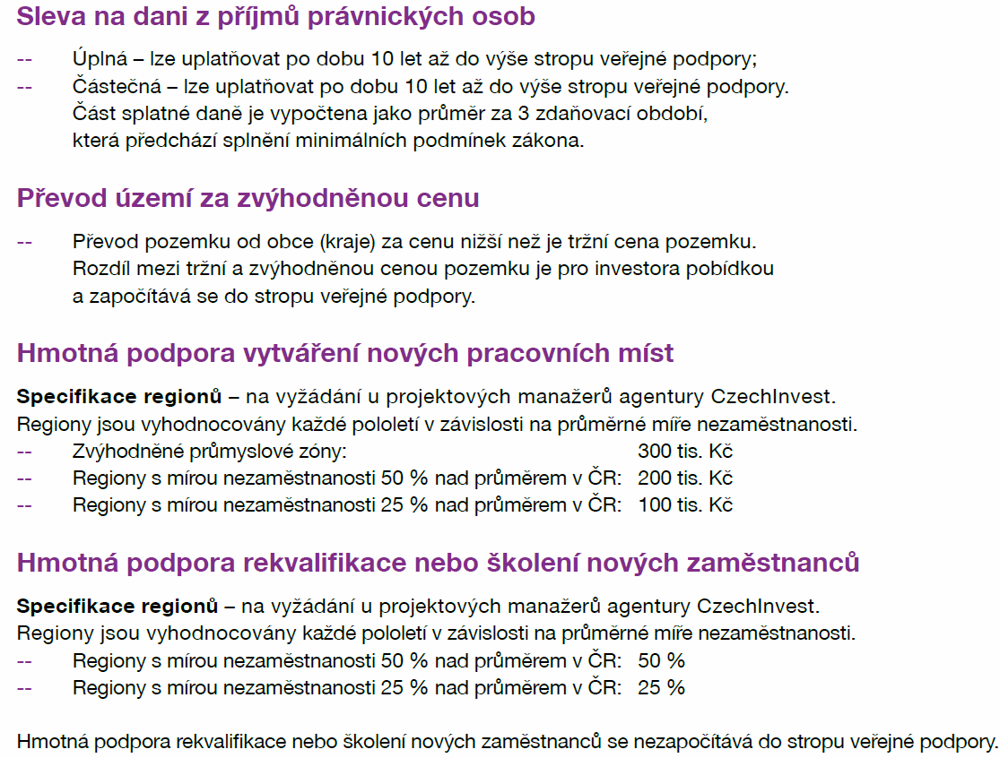 Sleva na dani z příjmů právnických osob
-- Úplná – lze uplatňovat po dobu 10 let až do výše stropu veřejné podpory;
-- Částečná – lze uplatňovat po dobu 10 let až do výše stropu veřejné podpory.
Část splatné daně je vypočtena jako průměr za 3 zdaňovací období,
která předchází splnění minimálních podmínek zákona.
Převod území za zvýhodněnou cenu
-- Převod pozemku od obce (kraje) za cenu nižší než je tržní cena pozemku.
Rozdíl mezi tržní a zvýhodněnou cenou pozemku je pro investora pobídkou
a započítává se do stropu veřejné podpory.
Hmotná podpora vytváření nových pracovních míst
Specifikace regionů – na vyžádání u projektových manažerů agentury CzechInvest.
Regiony jsou vyhodnocovány každé pololetí v závislosti na průměrné míře nezaměstnanosti.
-- Zvýhodněné průmyslové zóny: 300 tis. Kč
-- Regiony s mírou nezaměstnanosti 50 % nad průměrem v ČR: 200 tis. Kč
-- Regiony s mírou nezaměstnanosti 25 % nad průměrem v ČR: 100 tis. Kč
Hmotná podpora rekvalifikace nebo školení nových zaměstnanců
Specifikace regionů – na vyžádání u projektových manažerů agentury CzechInvest.
Regiony jsou vyhodnocovány každé pololetí v závislosti na průměrné míře nezaměstnanosti.
-- Regiony s mírou nezaměstnanosti 50 % nad průměrem v ČR: 50 %
-- Regiony s mírou nezaměstnanosti 25 % nad průměrem v ČR: 25 %
Hmotná podpora rekvalifikace nebo školení nových zaměstnanců se nezapočítává do stropu veřejné podpory.